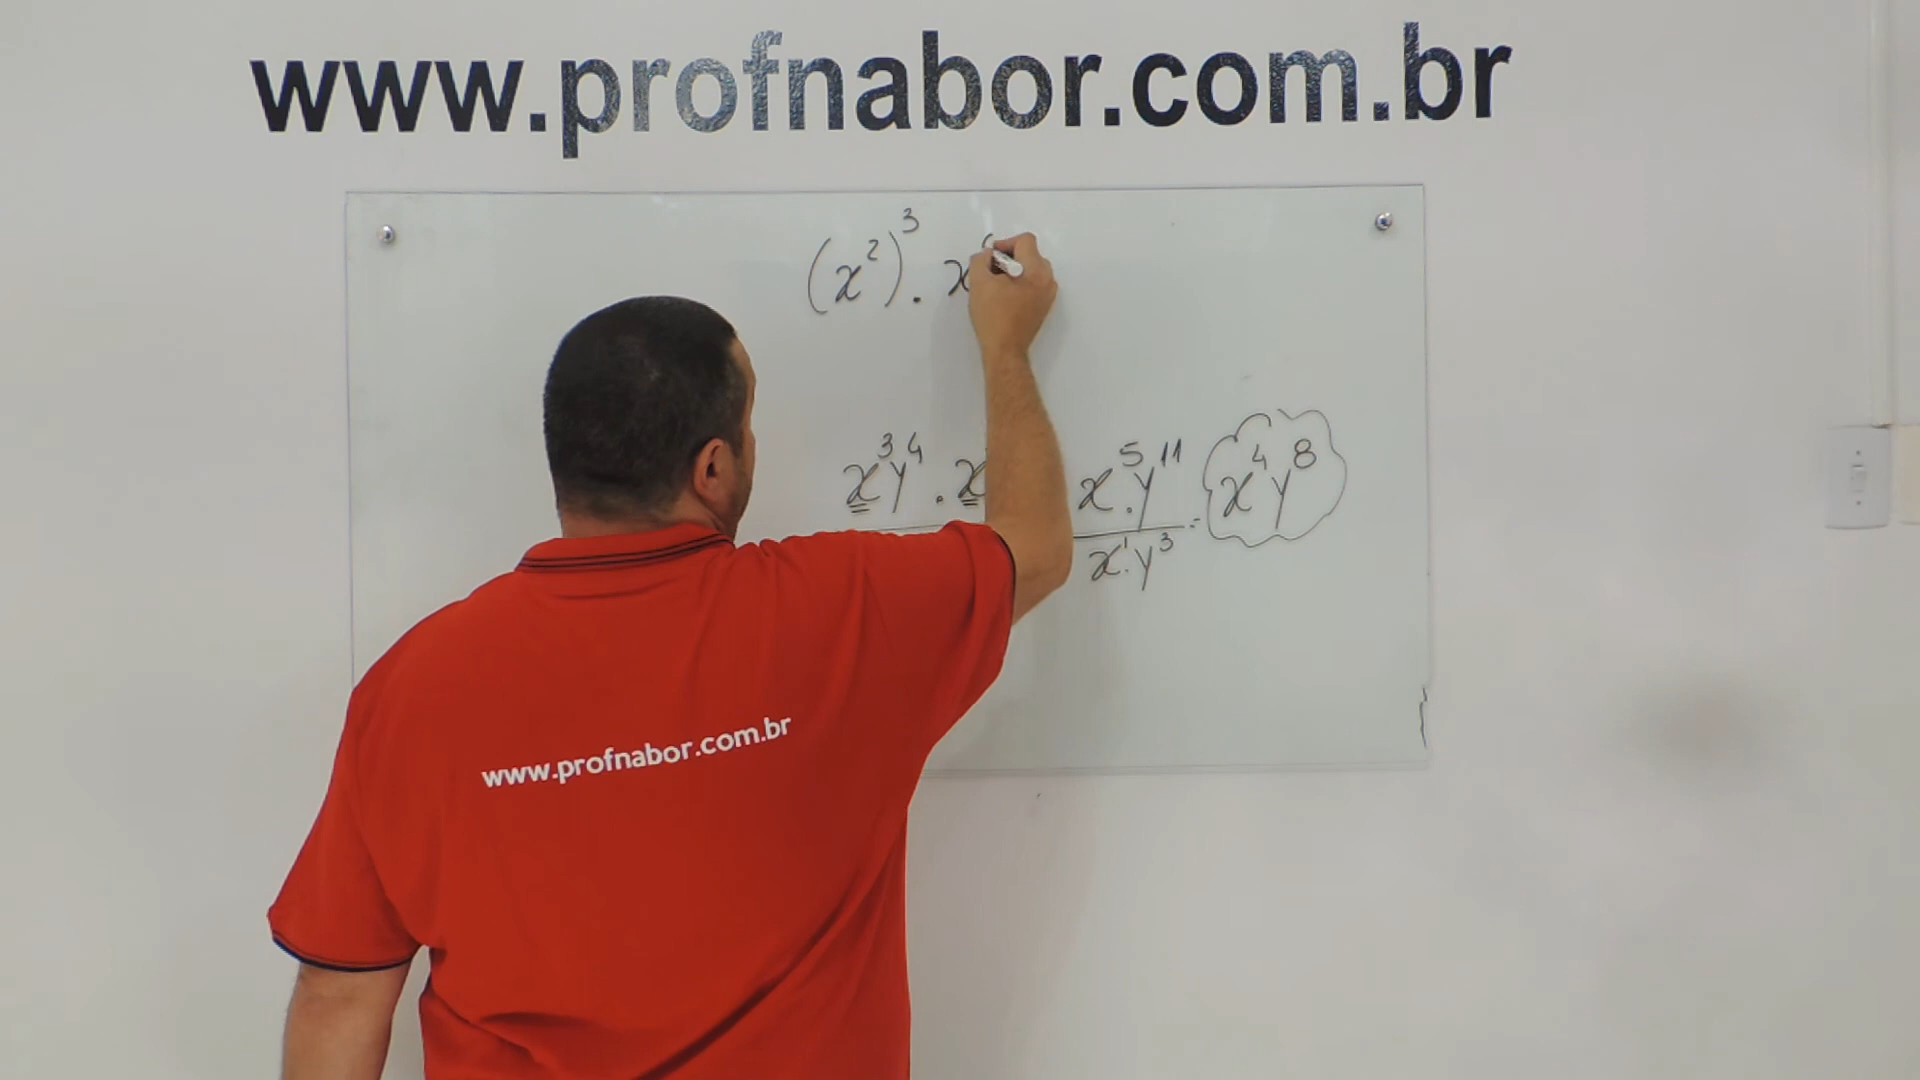 www.profnabor.com.br
(x²)³ . x
x³y⁴ . x
x⁵.y¹¹ / x¹.y³ = x⁴y⁸
www.profnabor.com.br